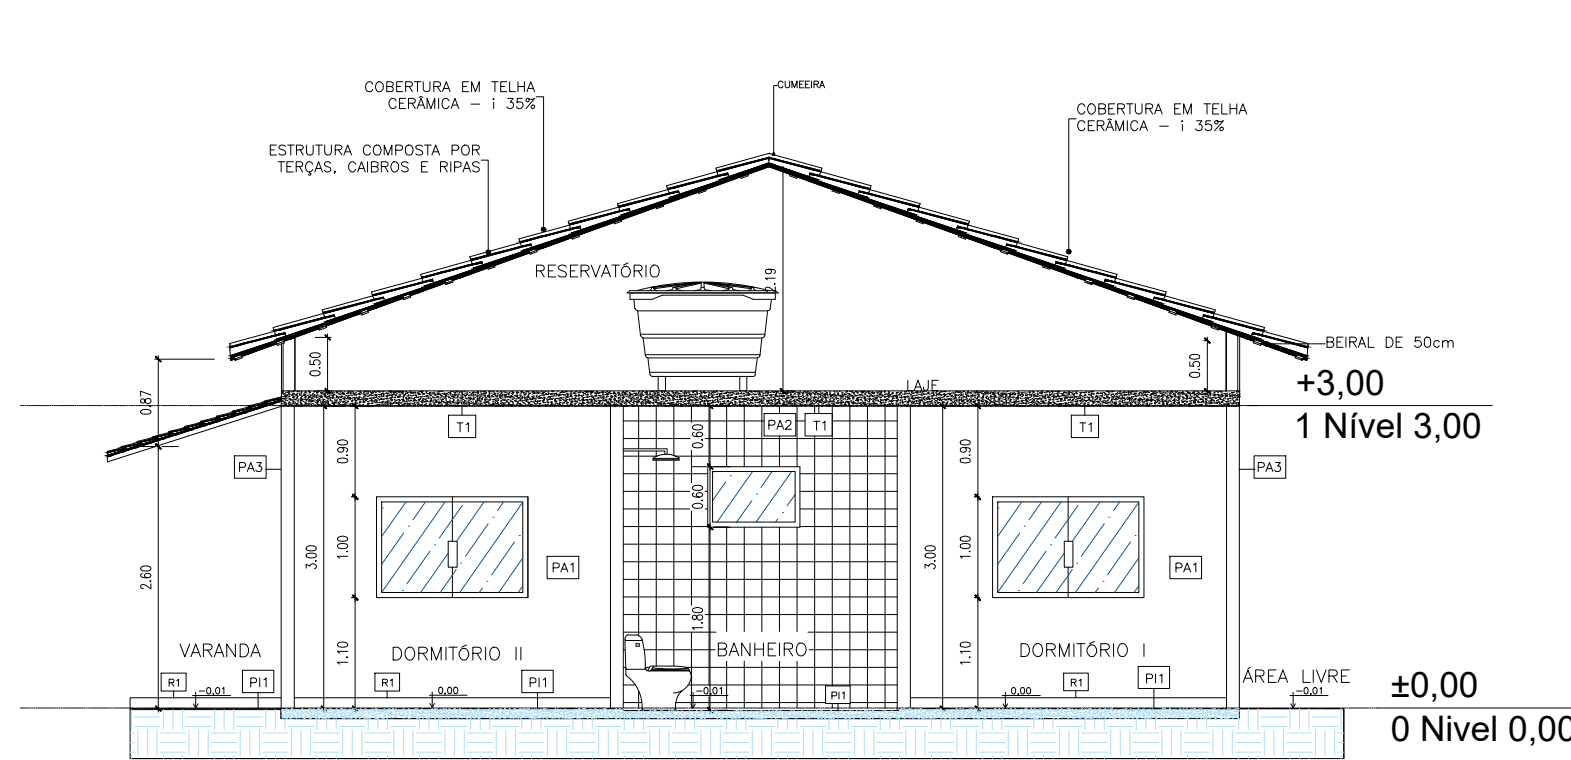 CUMEEIRA
COBERTURA EM TELHA
CERÂMICA – i 35%
COBERTURA EM TELHA
CERÂMICA – i 35%
ESTRUTURA COMPOSTA POR
TERÇAS, CAIBROS E RIPAS
RESERVATÓRIO
2.19
BEIRAL DE 50cm
0.50
0.50
+3,00
LAJE
0.87
1 Nível 3,00
T1
PA2
T1
T1
0.90
0.60
0.90
PA3
PA3
0.60
3.00
1.00
3.00
1.00
PA1
PA1
2.60
1.80
1.10
1.10
VARANDA
DORMITÓRIO II
BANHEIRO
DORMITÓRIO I
ÁREA LIVRE
R1
PI1
R1
PI1
PI1
R1
PI1
±0,00
-0,01
0,00
-0,01
0,00
-0,01
0 Nivel 0,00